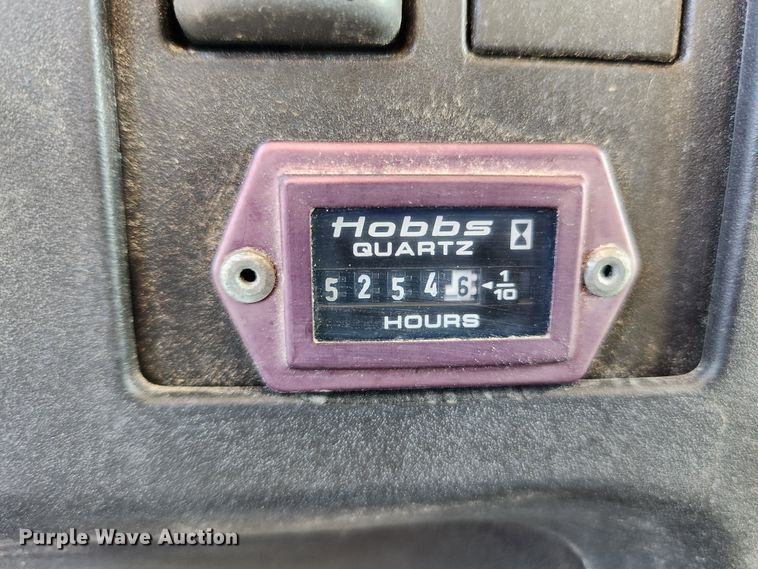 Hobbs
QUARTZ
5 2 5 4 6 1/10
HOURS
Purple Wave Auction